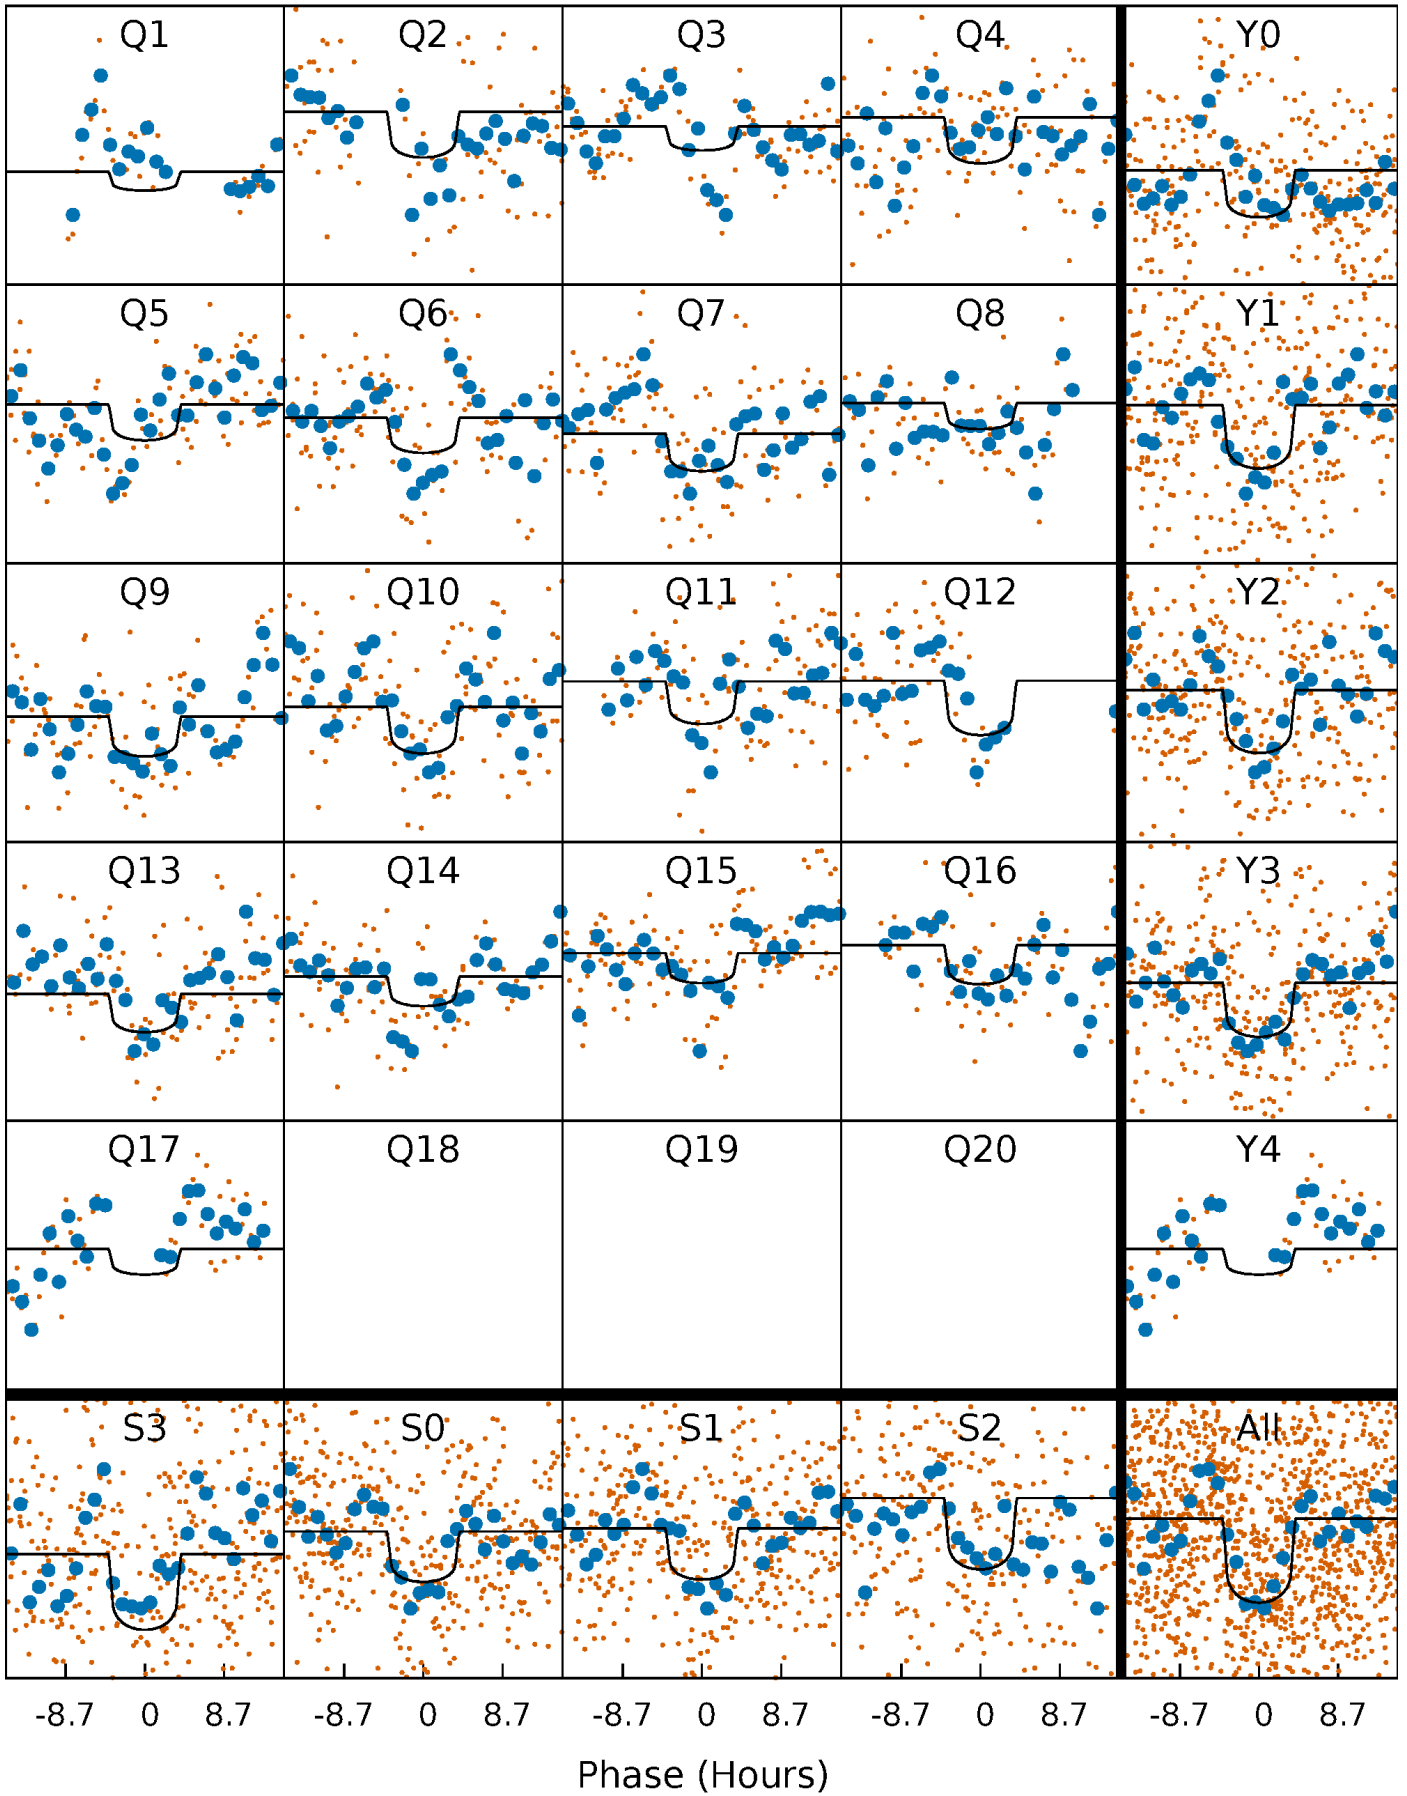 Q1 Q2 Q3 Q4 Y0
Q5 Q6 Q7 Q8 Y1
Q9 Q10 Q11 Q12 Y2
Q13 Q14 Q15 Q16 Y3
Q17 Q18 Q19 Q20 Y4
S3 S0 S1 S2 All
-8.7 0 8.7 -8.7 0 8.7 -8.7 0 8.7 -8.7 0 8.7 -8.7 0 8.7
Phase (Hours)